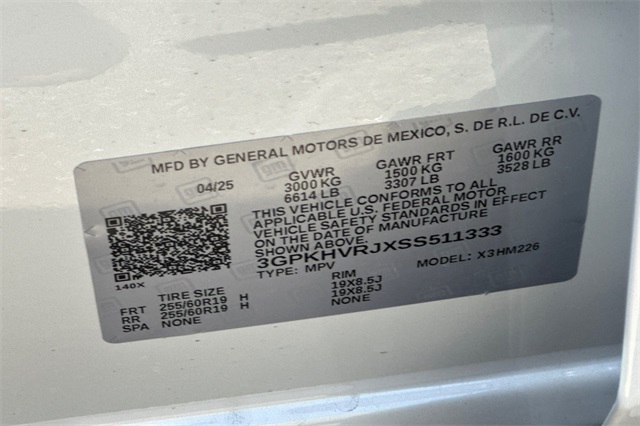 MFD BY GENERAL MOTORS DE MEXICO, S. DE R.L. DE C.V.
04/25 GVWR GAWR FRT GAWR RR
3000 KG 1500 KG 1600 KG
6614 LB 3307 LB 3528 LB
THIS VEHICLE CONFORMS TO ALL
APPLICABLE U.S. FEDERAL MOTOR
VEHICLE SAFETY STANDARDS IN EFFECT
ON THE DATE OF MANUFACTURE
SHOWN ABOVE.
3GPKHVRJXSS511333
140X TYPE: MPV MODEL: X3HM226
TIRE SIZE RIM
FRT 255/60R19 H 19X8.5J
RR 255/60R19 H 19X8.5J
SPA NONE NONE